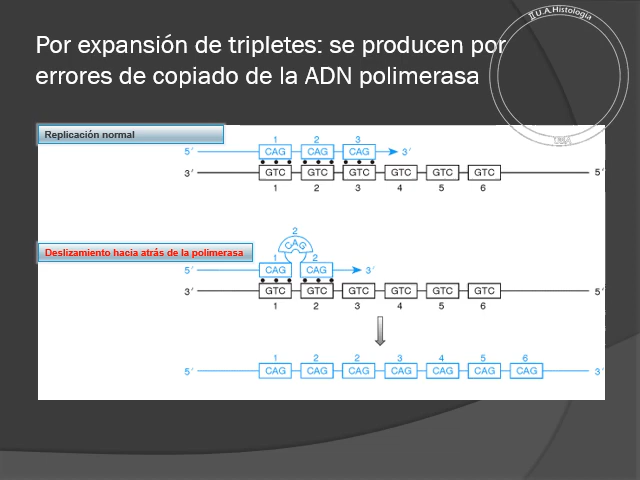 Por expansión de tripletes: se producen por
errores de copiado de la ADN polimerasa
II U.A. Histología
UMA
Replicación normal
1 2 3
5´ CAG CAG CAG 3´
3´ GTC GTC GTC GTC GTC GTC 5´
1 2 3 4 5 6
Deslizamiento hacia atrás de la polimerasa
2
CAG
1 2
5´ CAG CAG 3´
3´ GTC GTC GTC GTC GTC GTC 5´
1 2 3 4 5 6
1 2 2 3 4 5 6
5´ CAG CAG CAG CAG CAG CAG CAG 3´